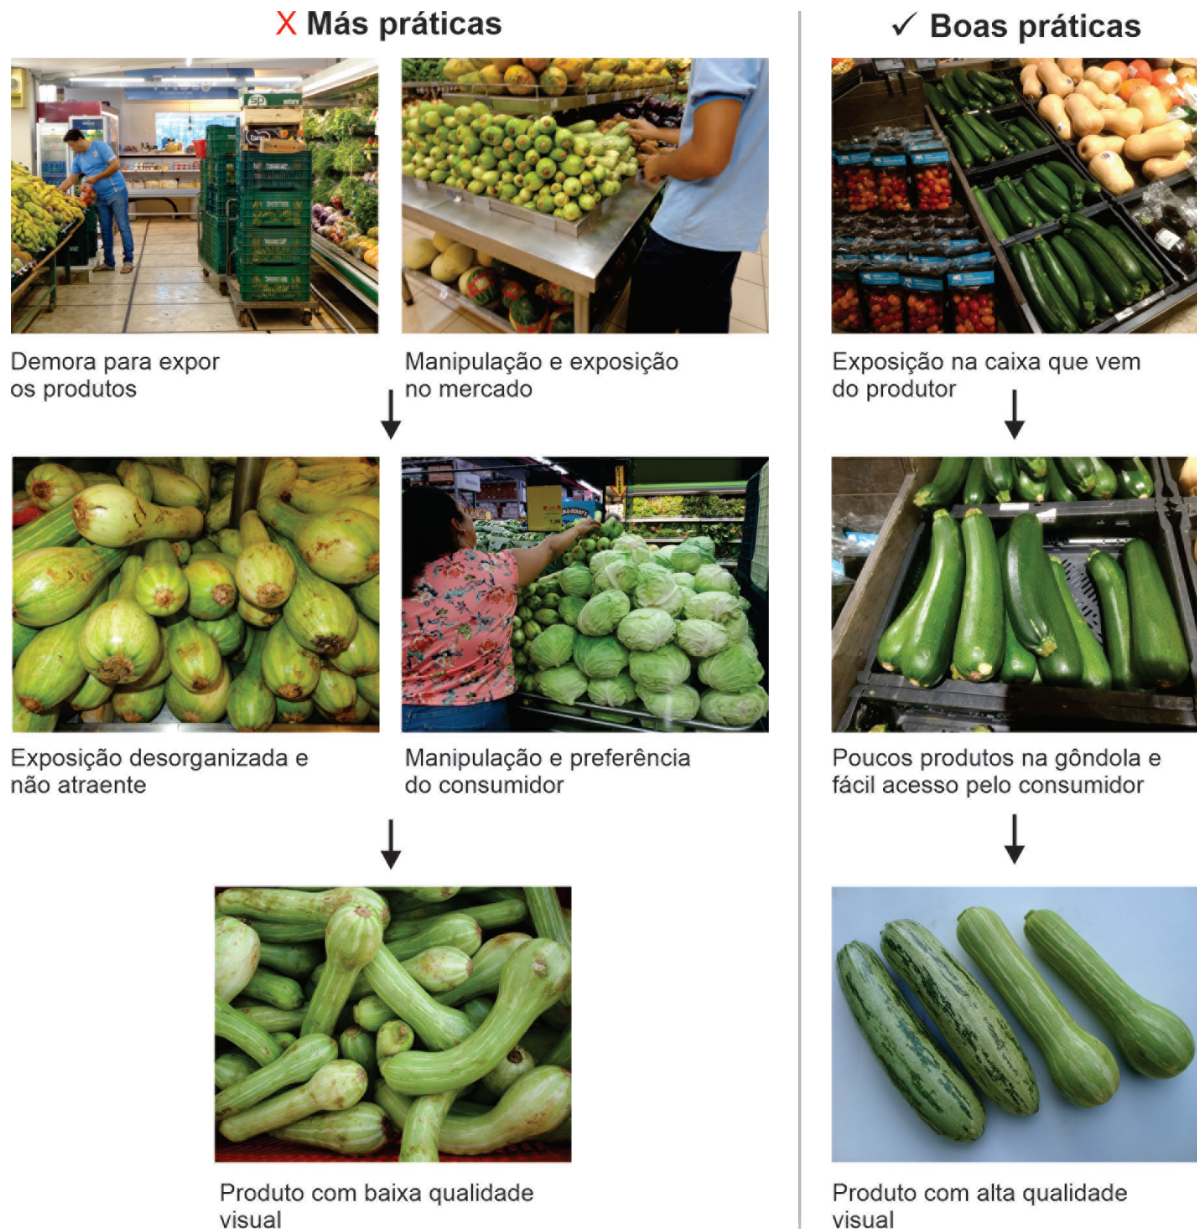 X Más práticas
✓ Boas práticas
Demora para expor
os produtos
Manipulação e exposição
no mercado
Exposição na caixa que vem
do produtor
Exposição desorganizada e
não atraente
Manipulação e preferência
do consumidor
Poucos produtos na gôndola e
fácil acesso pelo consumidor
Produto com baixa qualidade
visual
Produto com alta qualidade
visual